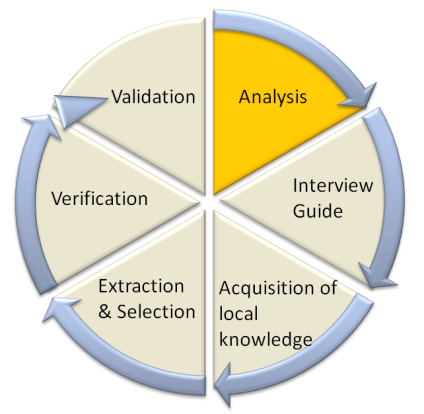 Analysis
Interview
Guide
Acquisition of
local
knowledge
Extraction
& Selection
Verification
Validation